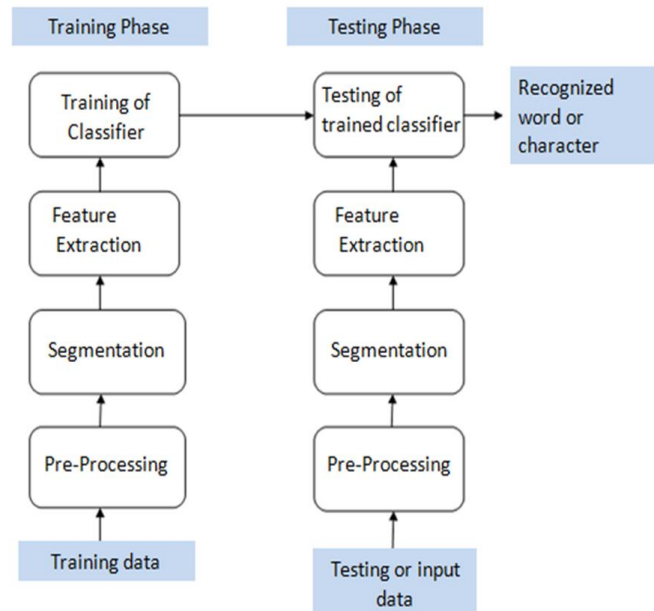 Training Phase
Testing Phase
Training of
Classifier
Testing of
trained classifier
Recognized
word or
character
Feature
Extraction
Feature
Extraction
Segmentation
Segmentation
Pre-Processing
Pre-Processing
Training data
Testing or input
data